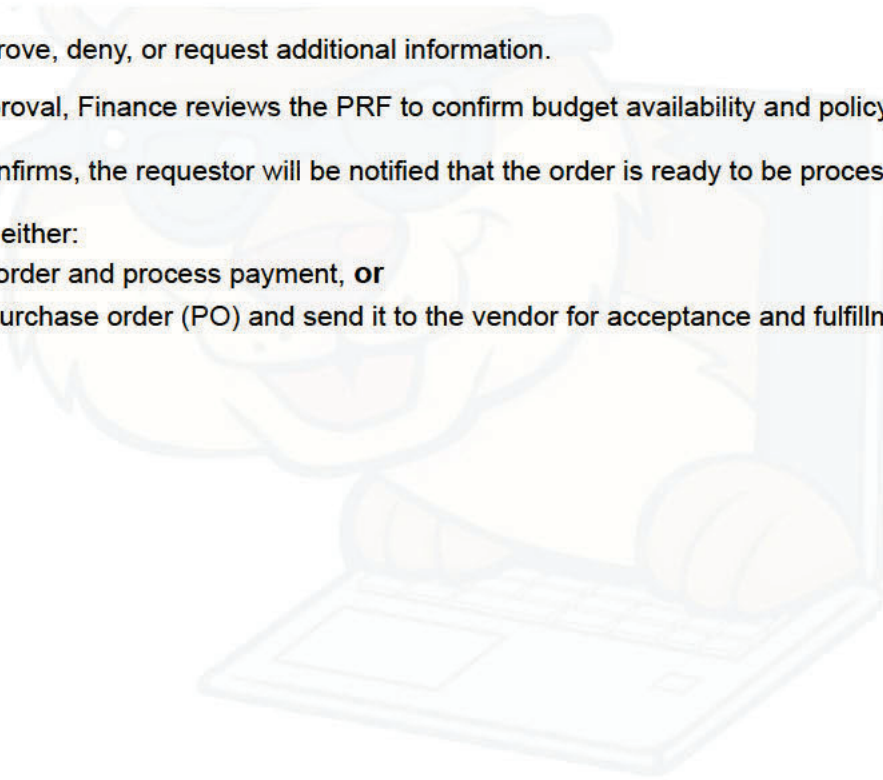 rove, deny, or request additional information.
roval, Finance reviews the PRF to confirm budget availability and policy
nfirms, the requestor will be notified that the order is ready to be proces
either:
order and process payment, or
urchase order (PO) and send it to the vendor for acceptance and fulfilln